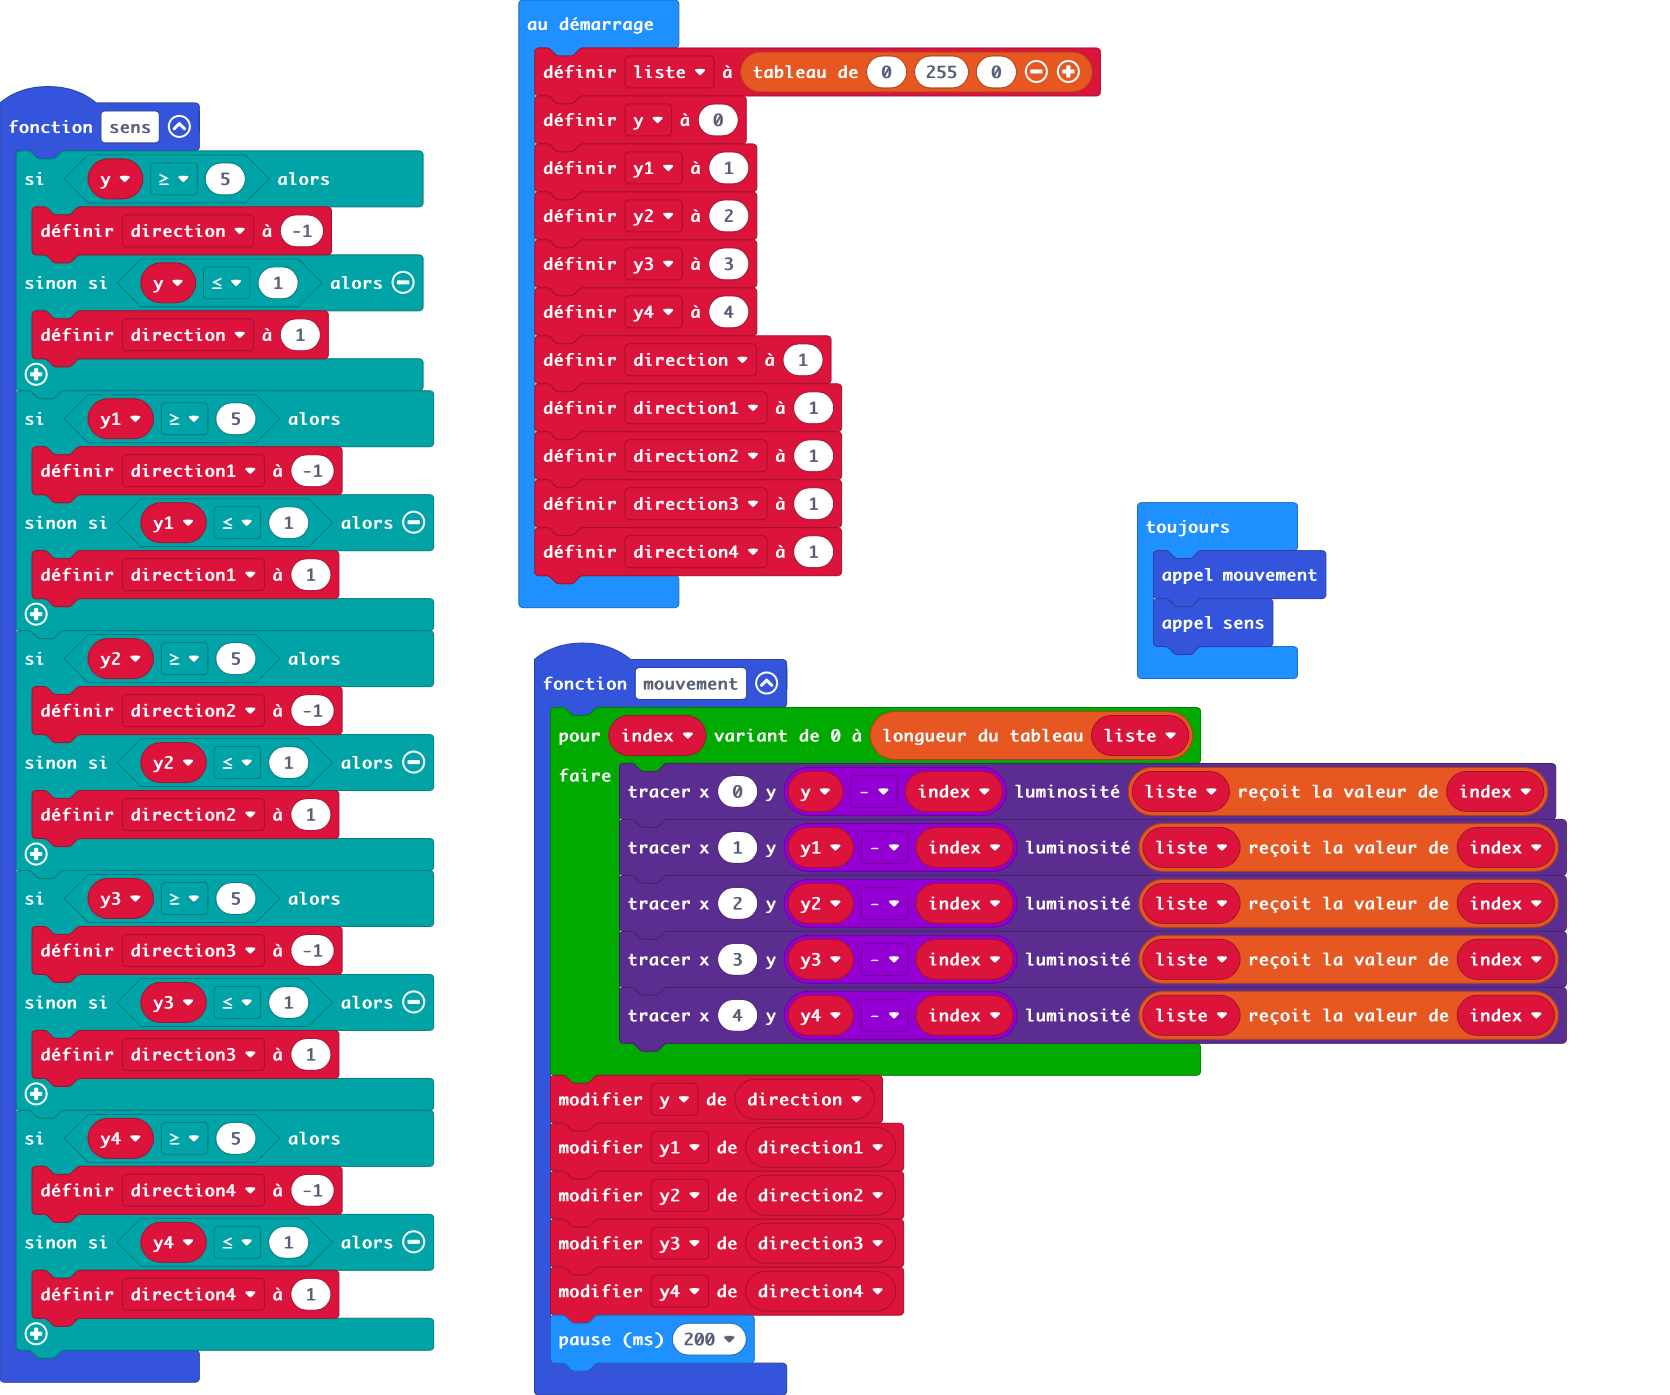 fonction sens
si y ≥ 5 alors
définir direction à -1
sinon si y ≤ 1 alors
définir direction à 1
si y1 ≥ 5 alors
définir direction1 à -1
sinon si y1 ≤ 1 alors
définir direction1 à 1
si y2 ≥ 5 alors
définir direction2 à -1
sinon si y2 ≤ 1 alors
définir direction2 à 1
si y3 ≥ 5 alors
définir direction3 à -1
sinon si y3 ≤ 1 alors
définir direction3 à 1
si y4 ≥ 5 alors
définir direction4 à -1
sinon si y4 ≤ 1 alors
définir direction4 à 1
au démarrage
définir liste à tableau de 0 255 0
définir y à 0
définir y1 à 1
définir y2 à 2
définir y3 à 3
définir y4 à 4
définir direction à 1
définir direction1 à 1
définir direction2 à 1
définir direction3 à 1
définir direction4 à 1
fonction mouvement
pour index variant de 0 à longueur du tableau liste
faire
tracer x 0 y y - index luminosité liste reçoit la valeur de index
tracer x 1 y y1 - index luminosité liste reçoit la valeur de index
tracer x 2 y y2 - index luminosité liste reçoit la valeur de index
tracer x 3 y y3 - index luminosité liste reçoit la valeur de index
tracer x 4 y y4 - index luminosité liste reçoit la valeur de index
modifier y de direction
modifier y1 de direction1
modifier y2 de direction2
modifier y3 de direction3
modifier y4 de direction4
pause (ms) 200
toujours
appel mouvement
appel sens